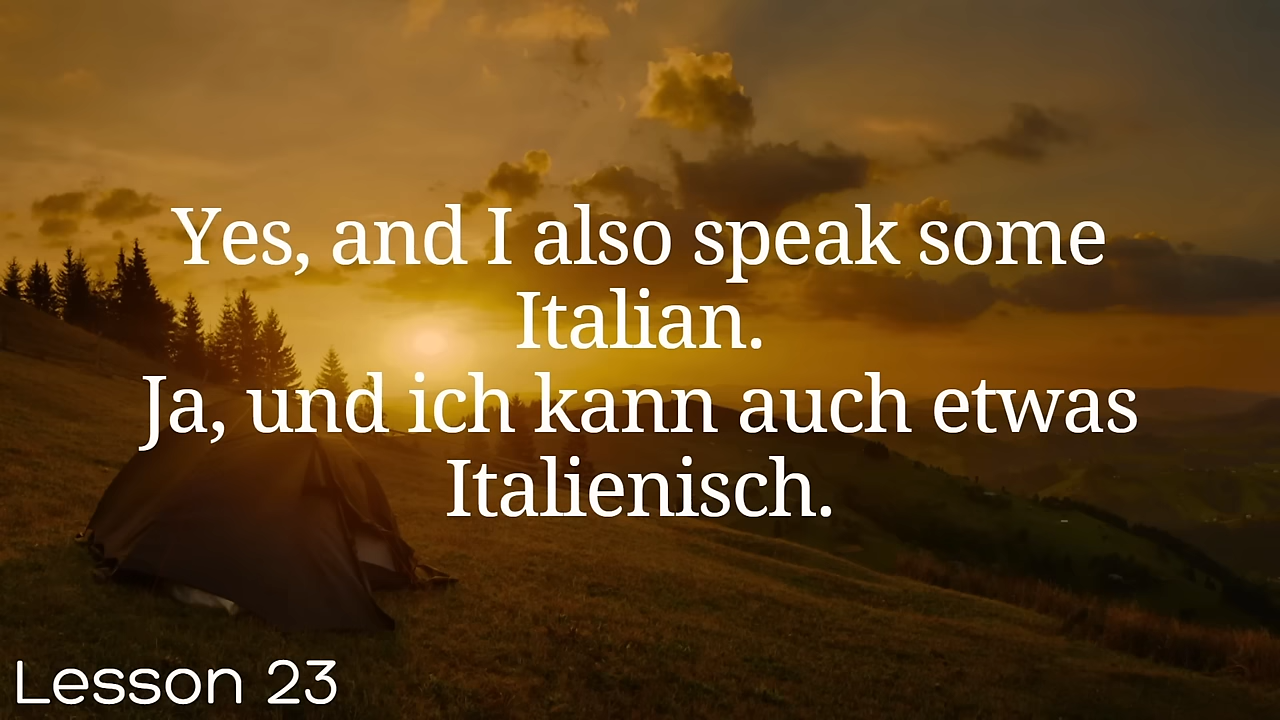 Yes, and I also speak some
Italian.
Ja, und ich kann auch etwas
Italienisch.
Lesson 23